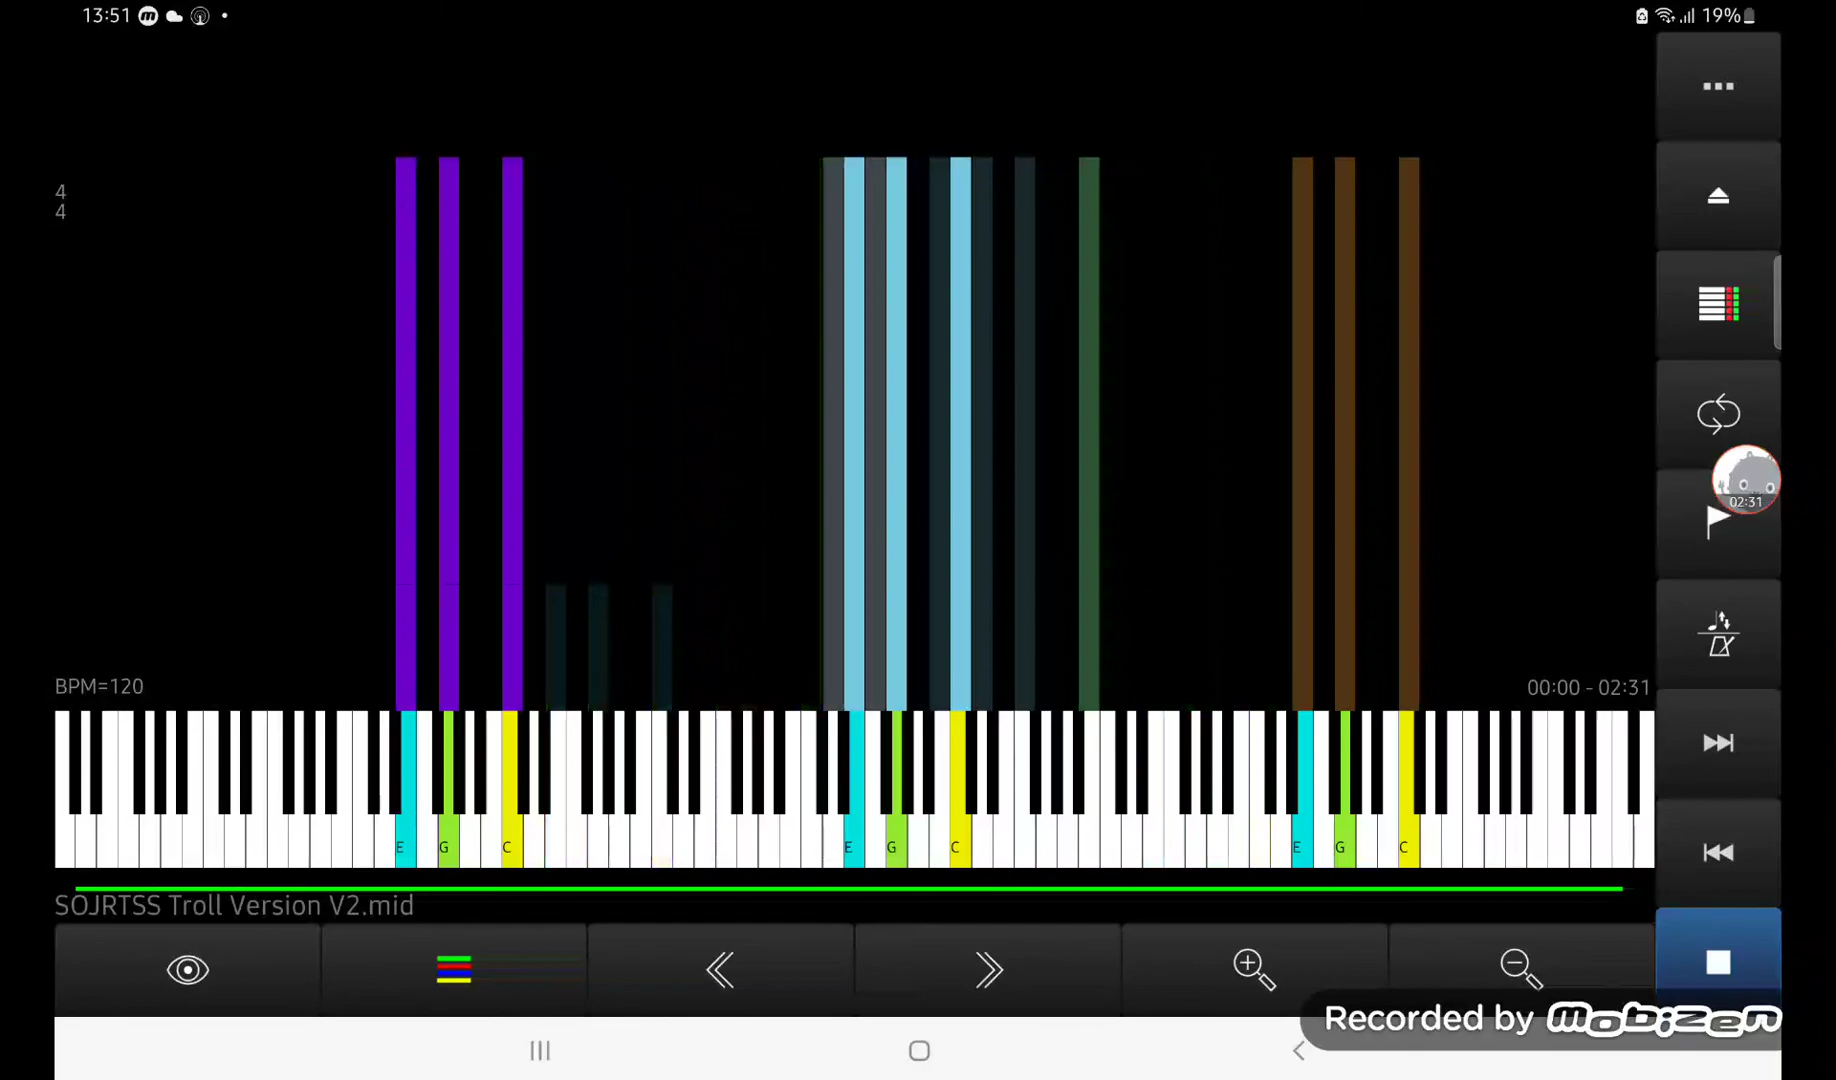 13:51
19%
4
4
02:31
BPM=120
00:00 - 02:31
E G C E G C E G C
SOJRTSS Troll Version V2.mid
Recorded by mobizen